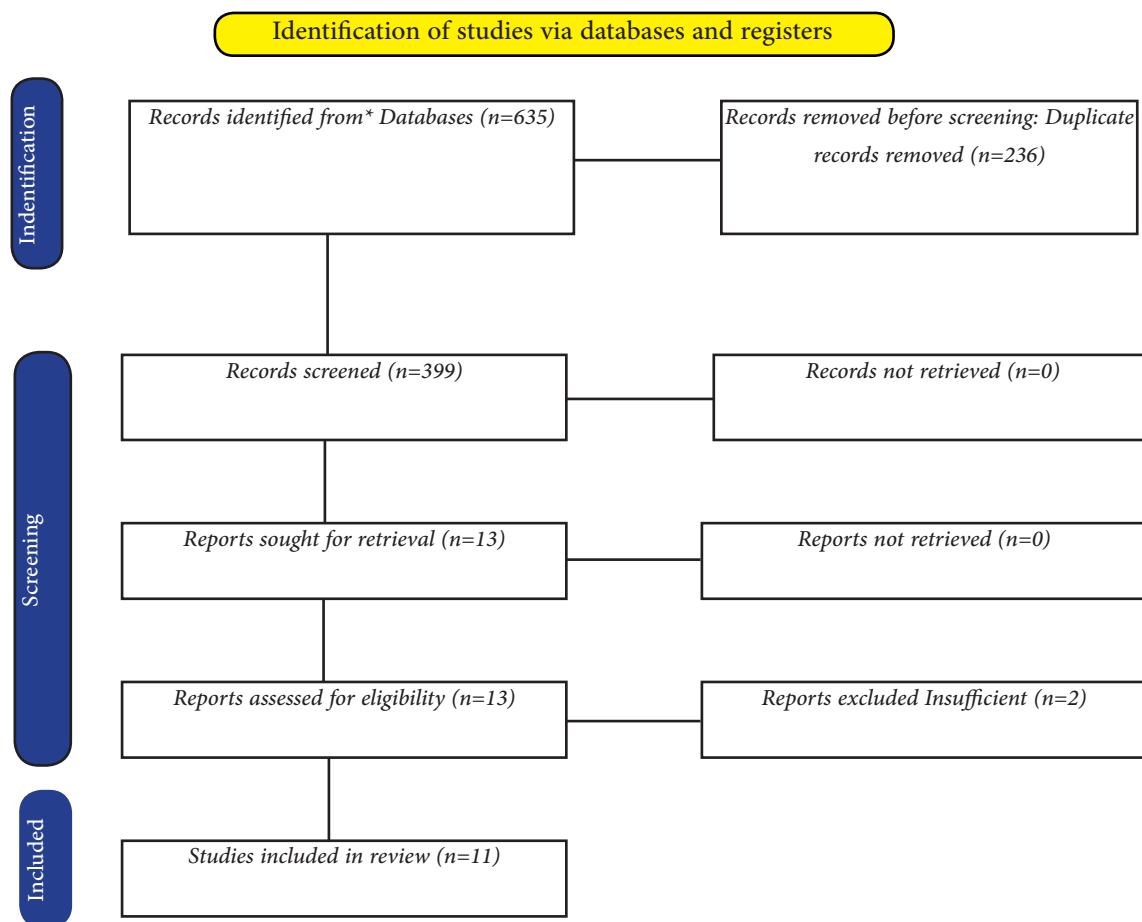 Identification of studies via databases and registers
Indentification
Records identified from* Databases (n=635)
Records removed before screening: Duplicate
records removed (n=236)
Screening
Records screened (n=399)
Records not retrieved (n=0)
Reports sought for retrieval (n=13)
Reports not retrieved (n=0)
Reports assessed for eligibility (n=13)
Reports excluded Insufficient (n=2)
Included
Studies included in review (n=11)